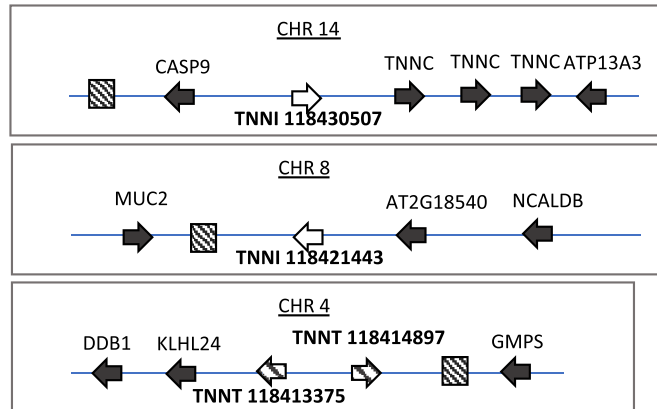 CHR 14
CASP9 TNNC TNNC TNNC ATP13A3
TNNI 118430507
CHR 8
MUC2 AT2G18540 NCALDB
TNNI 118421443
CHR 4
TNNT 118414897
DDB1 KLHL24 GMPS
TNNT 118413375